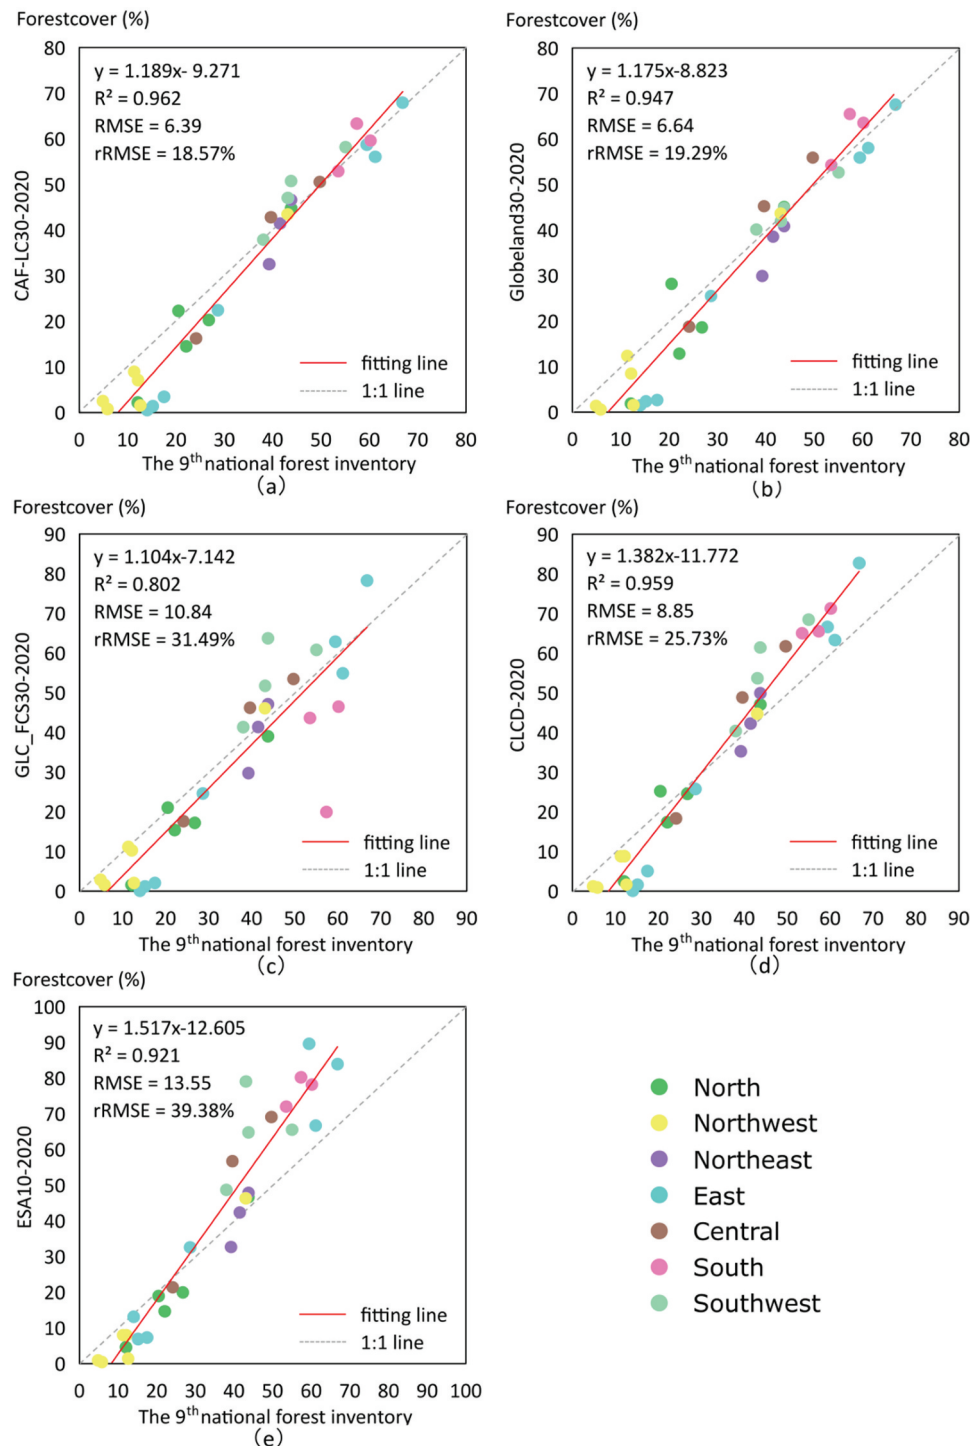 Forestcover (%)
80
70
60
50
40
30
20
10
0
CAF-LC30-2020
y = 1.189x- 9.271
R² = 0.962
RMSE = 6.39
rRMSE = 18.57%
fitting line
1:1 line
0 10 20 30 40 50 60 70 80
The 9th national forest inventory
(a)
Forestcover (%)
80
70
60
50
40
30
20
10
0
Globeland30-2020
y = 1.175x-8.823
R² = 0.947
RMSE = 6.64
rRMSE = 19.29%
fitting line
1:1 line
0 10 20 30 40 50 60 70 80
The 9th national forest inventory
(b)
Forestcover (%)
90
80
70
60
50
40
30
20
10
0
GLC_FCS30-2020
y = 1.104x-7.142
R² = 0.802
RMSE = 10.84
rRMSE = 31.49%
fitting line
1:1 line
0 10 20 30 40 50 60 70 80 90
The 9th national forest inventory
(c)
Forestcover (%)
90
80
70
60
50
40
30
20
10
0
CLCD-2020
y = 1.382x-11.772
R² = 0.959
RMSE = 8.85
rRMSE = 25.73%
fitting line
1:1 line
0 10 20 30 40 50 60 70 80 90
The 9th national forest inventory
(d)
Forestcover (%)
100
90
80
70
60
50
40
30
20
10
0
ESA10-2020
y = 1.517x-12.605
R² = 0.921
RMSE = 13.55
rRMSE = 39.38%
fitting line
1:1 line
0 10 20 30 40 50 60 70 80 90 100
The 9th national forest inventory
(e)
North
Northwest
Northeast
East
Central
South
Southwest